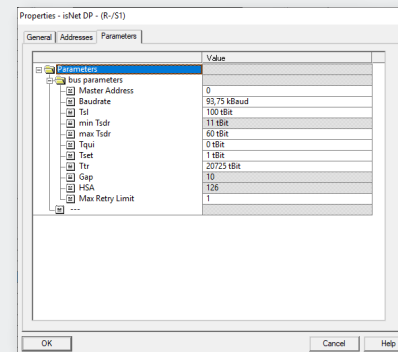 Properties - isNet DP - (R-/S1)
General Addresses Parameters
Value
Parameters
bus parameters
Master Address 0
Baudrate 93,75 kBaud
Tsl 100 tBit
min Tsdr 11 tBit
max Tsdr 60 tBit
Tqui 0 tBit
Tset 1 tBit
Ttr 20725 tBit
Gap 10
HSA 126
Max Retry Limit 1
---
OK Cancel Help